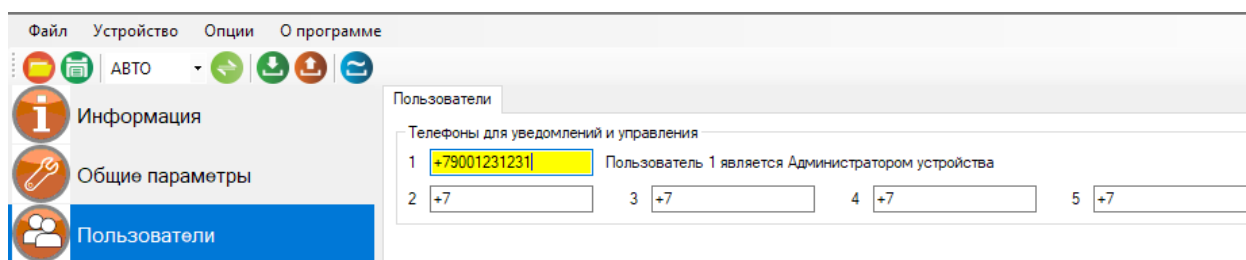 Файл Устройство Опции О программе
АВТО
Информация
Общие параметры
Пользователи
Пользователи
Телефоны для уведомлений и управления
1 +79001231231 Пользователь 1 является Администратором устройства
2 +7 3 +7 4 +7 5 +7